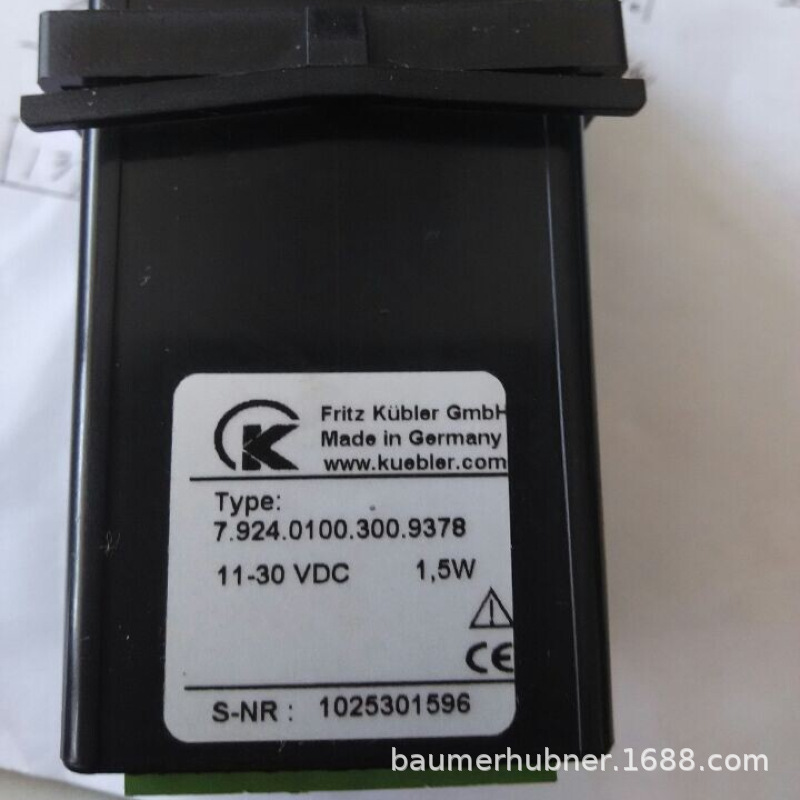 Fritz Kübler GmbH
Made in Germany
www.kuebler.com
K
Type:
7.924.0100.300.9378
11-30 VDC 1,5W
CE
S-NR : 1025301596
baumerhubner.1688.com